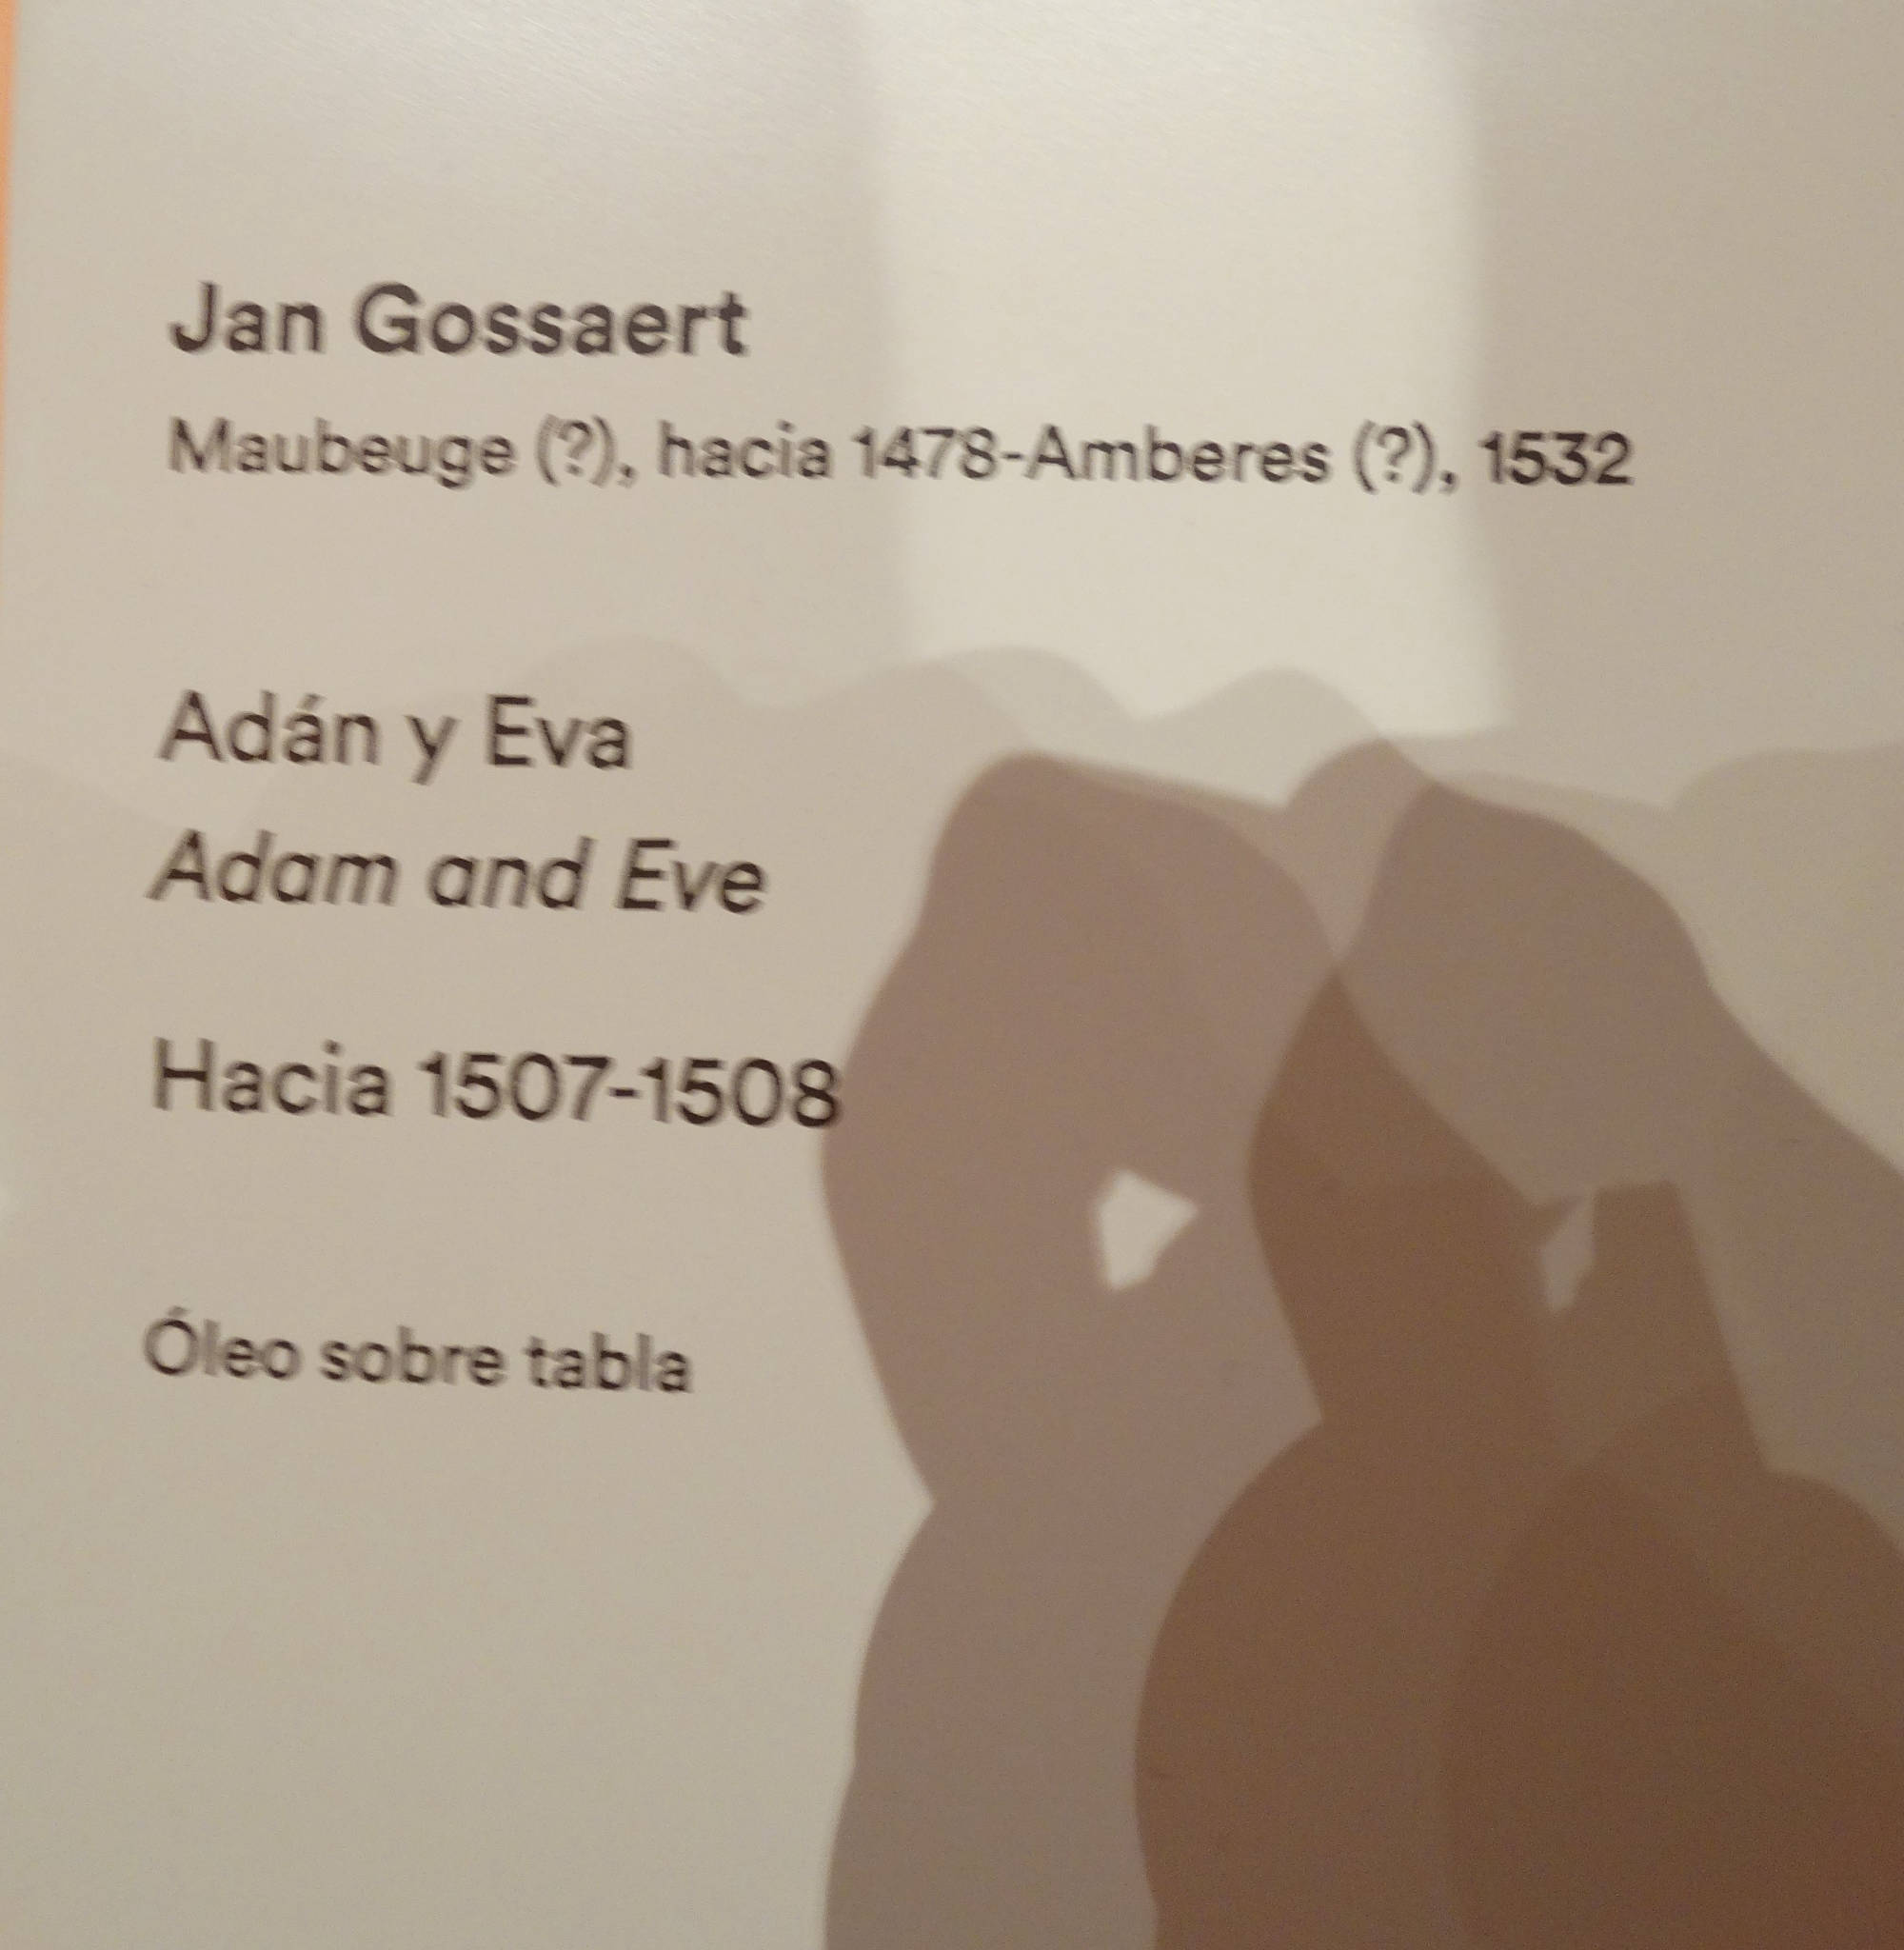 Jan Gossaert
Maubeuge (?), hacia 1478-Amberes (?), 1532
Adán y Eva
Adam and Eve
Hacia 1507-1508
Óleo sobre tabla